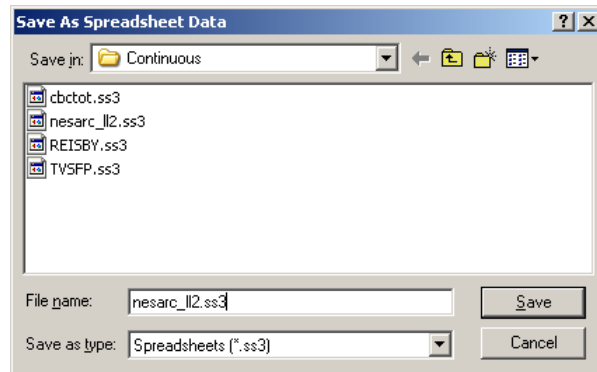 Save As Spreadsheet Data
Save in: Continuous
cbctot.ss3
nesarc_ll2.ss3
REISBY.ss3
TVSFP.ss3
File name: nesarc_ll2.ss3 Save
Save as type: Spreadsheets (*.ss3) Cancel